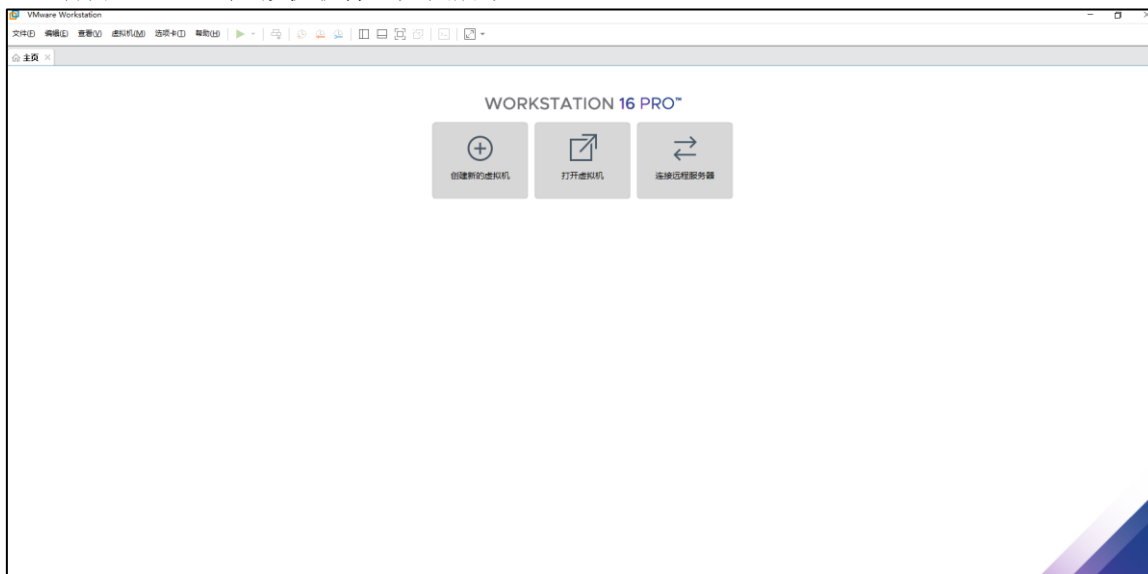 VMware Workstation
文件(F) 编辑(E) 查看(V) 虚拟机(M) 选项卡(T) 帮助(H)
主页
WORKSTATION 16 PRO™
创建新的虚拟机 打开虚拟机 连接远程服务器